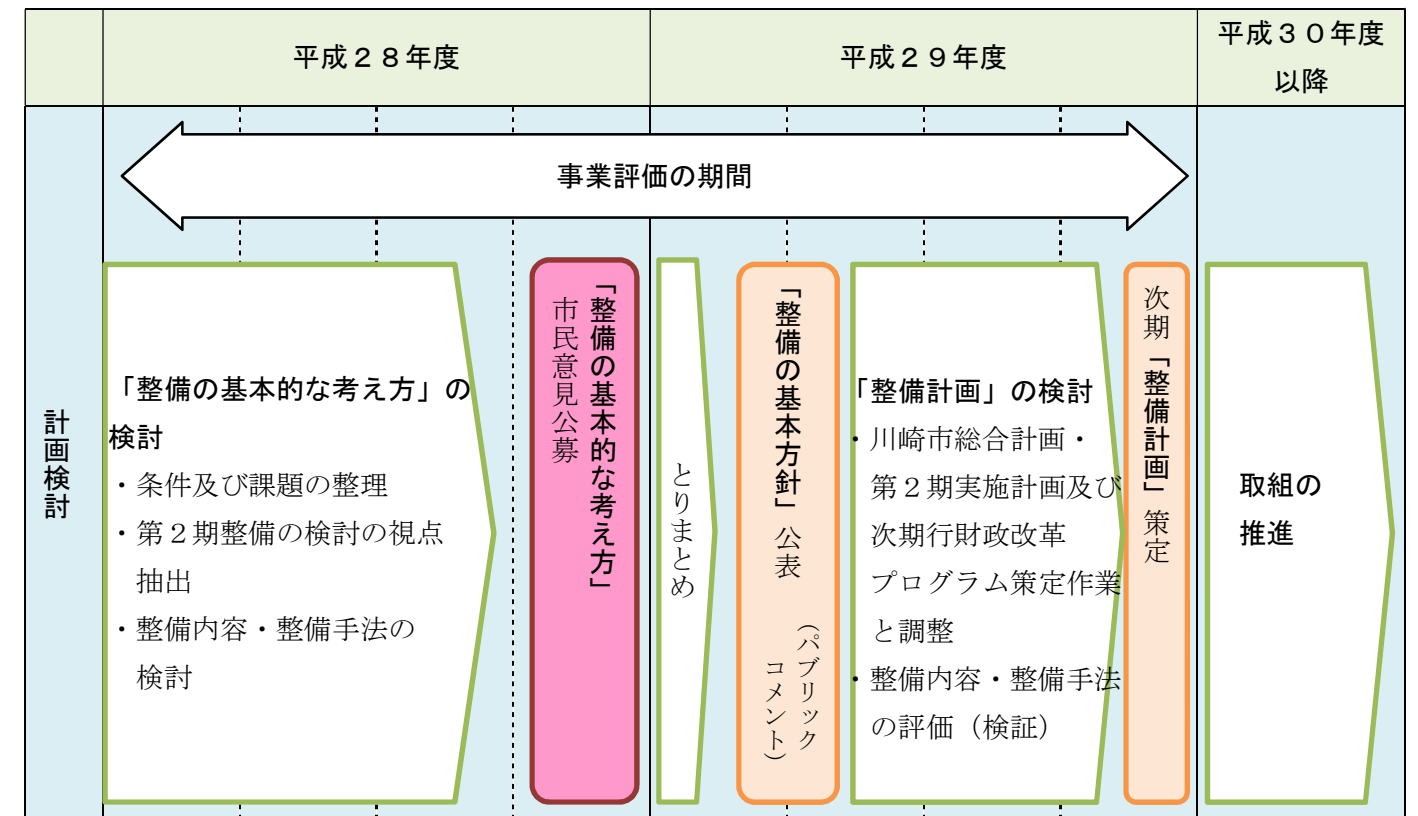 平成２８年度
平成２９年度
平成３０年度
以降
計画検討
事業評価の期間
「整備の基本的な考え方」の
検討
・条件及び課題の整理
・第２期整備の検討の視点
抽出
・整備内容・整備手法の
検討
「整備の基本的な考え方」
市民意見公募
とりまとめ
「整備の基本方針」公表
（パブリック
コメント）
「整備計画」の検討
・川崎市総合計画・
第２期実施計画及び
次期行財政改革
プログラム策定作業
と調整
・整備内容・整備手法
の評価（検証）
次期「整備計画」策定
取組の
推進